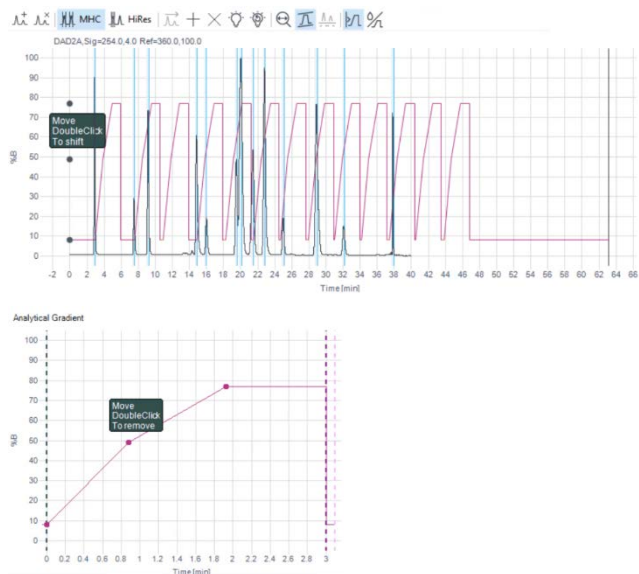 MHC HiRes %
DAD2A,Sig=254.0,4.0 Ref=360.0,100.0
100
90
80
70
60
50
40
30
20
10
0
%B
Move
DoubleClick
To shift
-2 0 2 4 6 8 10 12 14 16 18 20 22 24 26 28 30 32 34 36 38 40 42 44 46 48 50 52 54 56 58 60 62 64 66
Time [min]
Analytical Gradient
100
90
80
70
60
50
40
30
20
10
0
%B
Move
DoubleClick
To remove
0 0.2 0.4 0.6 0.8 1 1.2 1.4 1.6 1.8 2 2.2 2.4 2.6 2.8 3
Time [min]